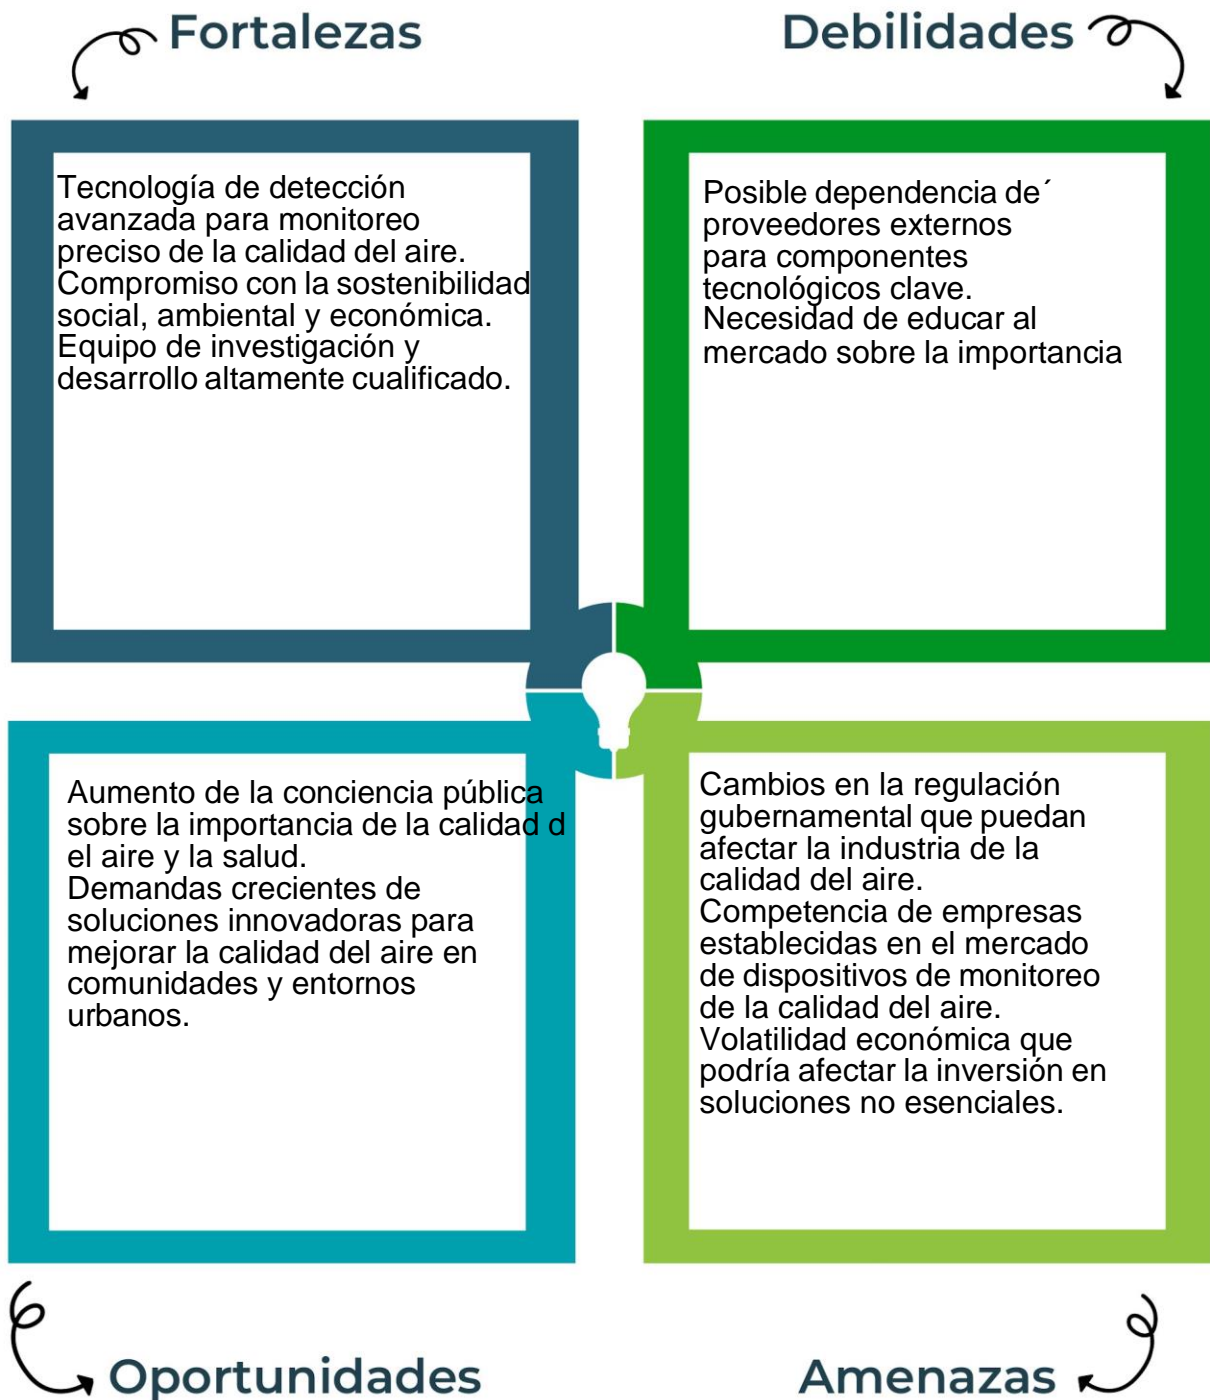 Fortalezas
Tecnología de detección
avanzada para monitoreo
preciso de la calidad del aire.
Compromiso con la sostenibilidad
social, ambiental y económica.
Equipo de investigación y
desarrollo altamente cualificado.
Debilidades
Posible dependencia de´
proveedores externos
para componentes
tecnológicos clave.
Necesidad de educar al
mercado sobre la importancia
Aumento de la conciencia pública
sobre la importancia de la calidad d
el aire y la salud.
Demandas crecientes de
soluciones innovadoras para
mejorar la calidad del aire en
comunidades y entornos
urbanos.
Oportunidades
Cambios en la regulación
gubernamental que puedan
afectar la industria de la
calidad del aire.
Competencia de empresas
establecidas en el mercado
de dispositivos de monitoreo
de la calidad del aire.
Volatilidad económica que
podría afectar la inversión en
soluciones no esenciales.
Amenazas